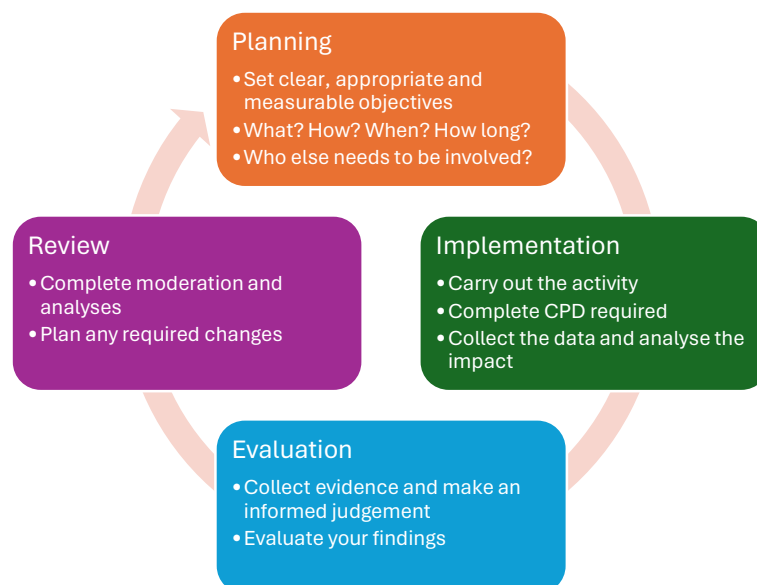 Planning
•Set clear, appropriate and
measurable objectives
•What? How? When? How long?
•Who else needs to be involved?
Implementation
•Carry out the activity
•Complete CPD required
•Collect the data and analyse the
impact
Evaluation
•Collect evidence and make an
informed judgement
•Evaluate your findings
Review
•Complete moderation and
analyses
•Plan any required changes